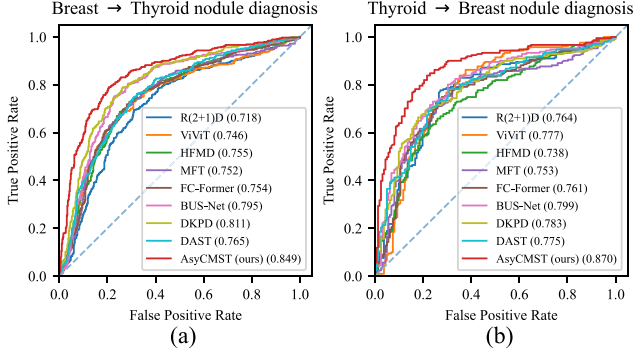 Breast → Thyroid nodule diagnosis
1.0
0.8
0.6
0.4
0.2
0.0
True Positive Rate
R(2+1)D (0.718)
ViViT (0.746)
HFMD (0.755)
MFT (0.752)
FC-Former (0.754)
BUS-Net (0.795)
DKPD (0.811)
DAST (0.765)
AsyCMST (ours) (0.849)
0.0 0.2 0.4 0.6 0.8 1.0
False Positive Rate
(a)
Thyroid → Breast nodule diagnosis
1.0
0.8
0.6
0.4
0.2
0.0
True Positive Rate
R(2+1)D (0.764)
ViViT (0.777)
HFMD (0.738)
MFT (0.753)
FC-Former (0.761)
BUS-Net (0.799)
DKPD (0.783)
DAST (0.775)
AsyCMST (ours) (0.870)
0.0 0.2 0.4 0.6 0.8 1.0
False Positive Rate
(b)